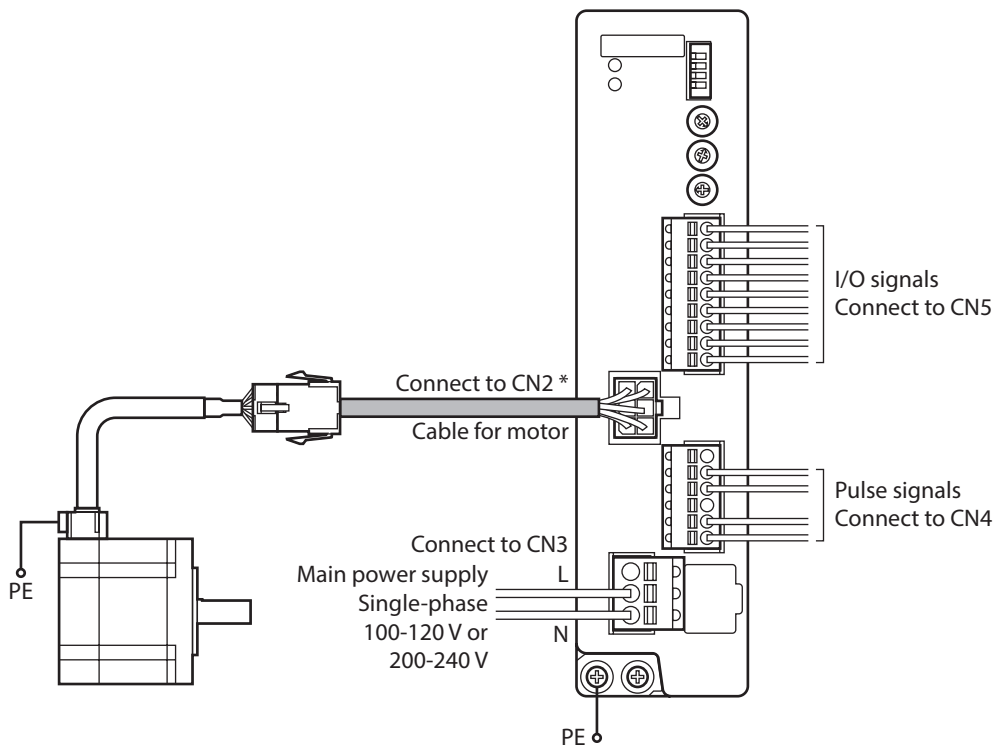 I/O signals
Connect to CN5
Connect to CN2 *
Cable for motor
Pulse signals
Connect to CN4
Connect to CN3
Main power supply L
Single-phase
100-120 V or N
200-240 V
PE
PE